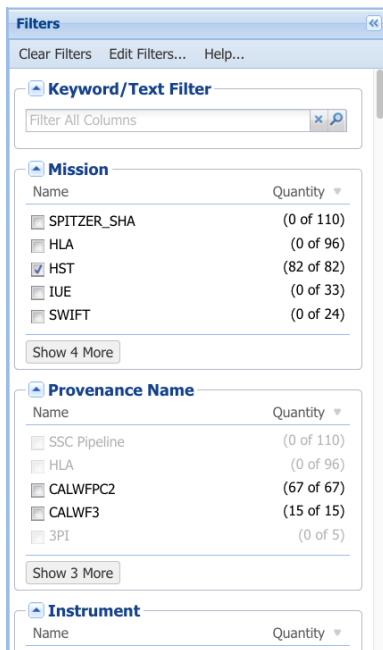 Filters
Clear Filters Edit Filters... Help...
Keyword/Text Filter
Filter All Columns
Mission
Name Quantity
SPITZER_SHA (0 of 110)
HLA (0 of 96)
HST (82 of 82)
IUE (0 of 33)
SWIFT (0 of 24)
Show 4 More
Provenance Name
Name Quantity
SSC Pipeline (0 of 110)
HLA (0 of 96)
CALWFPC2 (67 of 67)
CALWF3 (15 of 15)
3PI (0 of 5)
Show 3 More
Instrument
Name Quantity